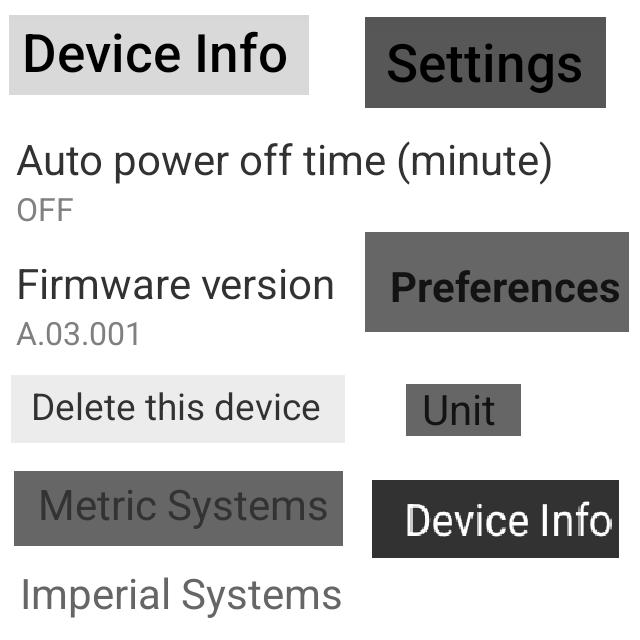 Device Info
Settings
Auto power off time (minute)
OFF
Firmware version
A.03.001
Preferences
Delete this device
Unit
Metric Systems
Device Info
Imperial Systems